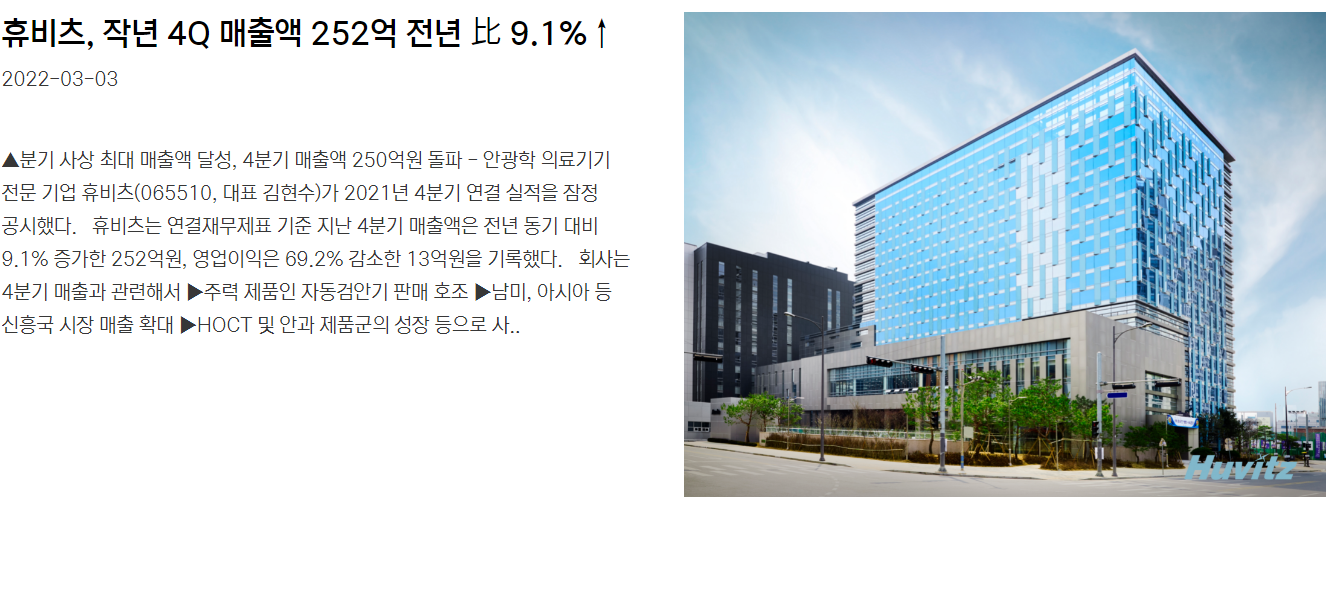 휴비츠, 작년 4Q 매출액 252억 전년 比 9.1%↑
2022-03-03
▲분기 사상 최대 매출액 달성, 4분기 매출액 250억원 돌파 - 안광학 의료기기
전문 기업 휴비츠(065510, 대표 김현수)가 2021년 4분기 연결 실적을 잠정
공시했다.   휴비츠는 연결재무제표 기준 지난 4분기 매출액은 전년 동기 대비
9.1% 증가한 252억원, 영업이익은 69.2% 감소한 13억원을 기록했다.   회사는
4분기 매출과 관련해서 ▶주력 제품인 자동검안기 판매 호조 ▶남미, 아시아 등
신흥국 시장 매출 확대 ▶HOCT 및 안과 제품군의 성장 등으로 사..
Huvitz